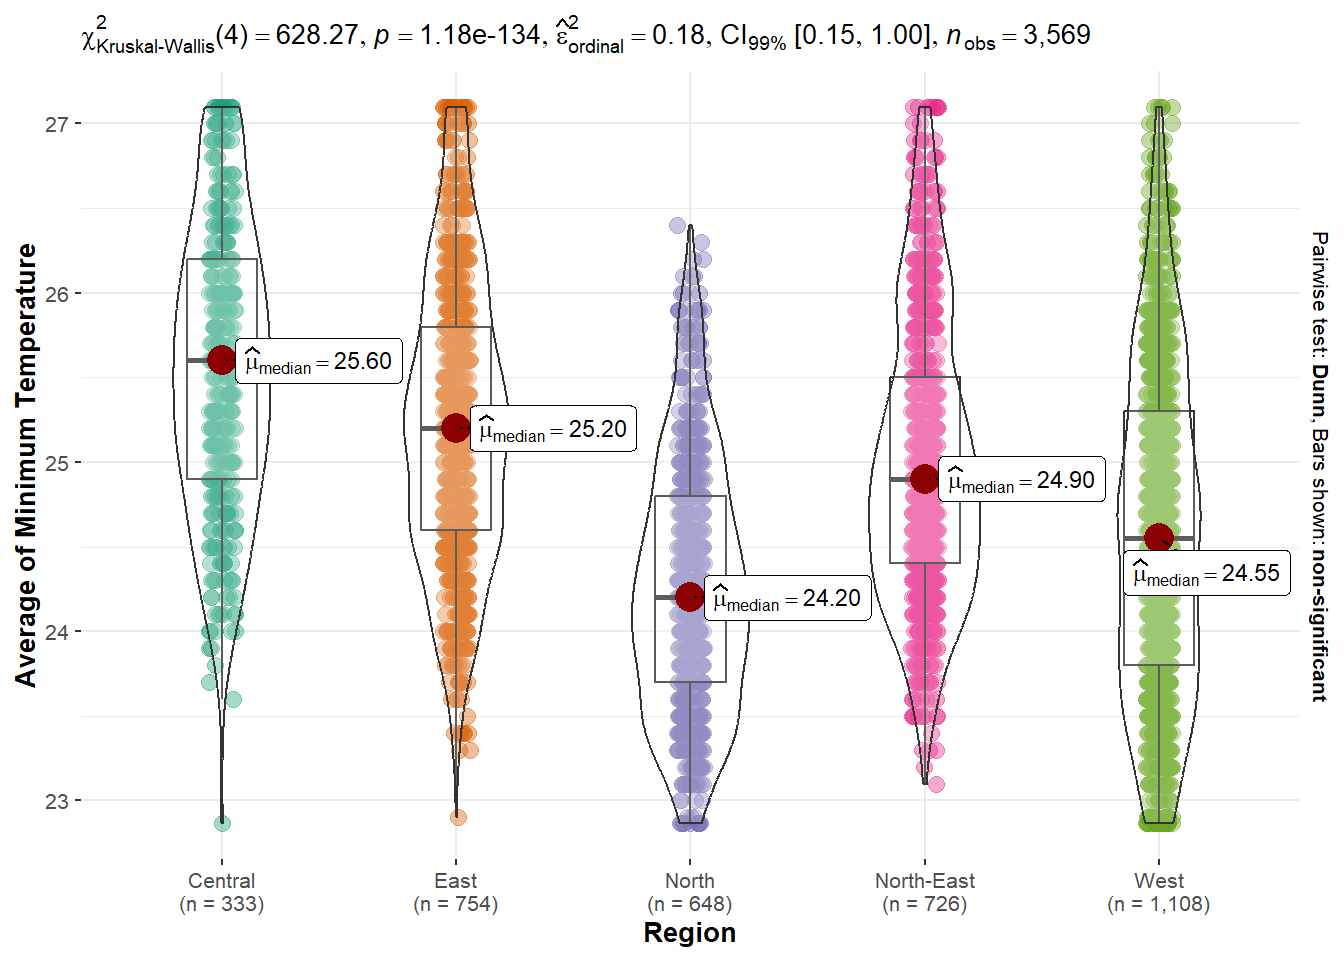 χ²Kruskal-Wallis(4) = 628.27, p = 1.18e-134, ε̂²ordinal = 0.18, CI99% [0.15, 1.00], nobs = 3,569
Average of Minimum Temperature
27
26
25
24
23
μ̂median = 25.60
μ̂median = 25.20
μ̂median = 24.20
μ̂median = 24.90
μ̂median = 24.55
Pairwise test: Dunn, Bars shown: non-significant
Central
(n = 333)
East
(n = 754)
North
(n = 648)
North-East
(n = 726)
West
(n = 1,108)
Region